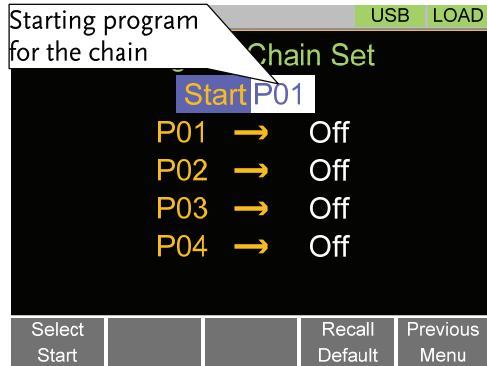 Starting program
for the chain
USB LOAD
Chain Set
Start P01
P01 → Off
P02 → Off
P03 → Off
P04 → Off
Select Start
Recall Default
Previous Menu